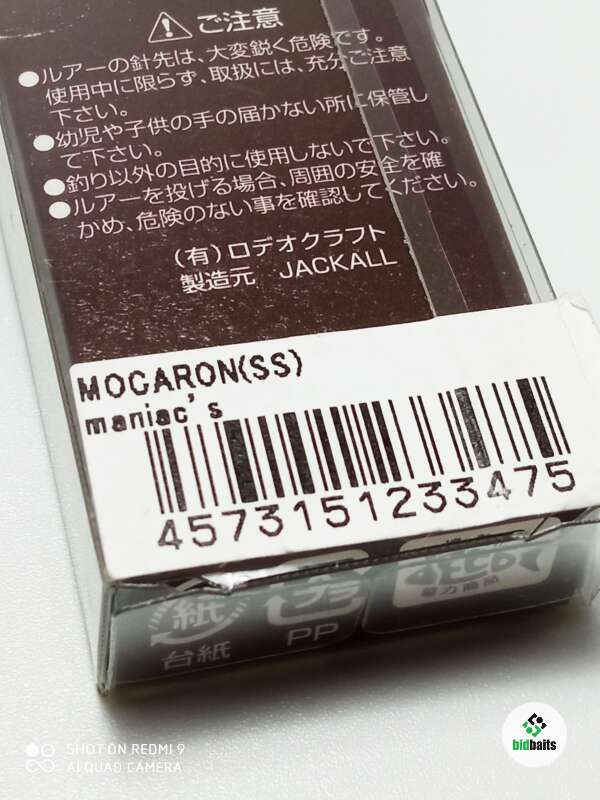 ご注意
●ルアーの針先は、大変鋭く危険です。
使用中に限らず、取扱には、充分ご注意
下さい。
●幼児や子供の手の届かない所に保管し
て下さい。
●釣り以外の目的に使用しないで下さい。
●ルアーを投げる場合、周囲の安全を確
かめ、危険のない事を確認してください。
(有)ロデオクラフト
製造元 JACKALL
MOCARON(SS)
maniac's
4573151233475
紙
プラ
台紙
PP
協力商品
SHOT ON REDMI 9
AI QUAD CAMERA
bidbaits